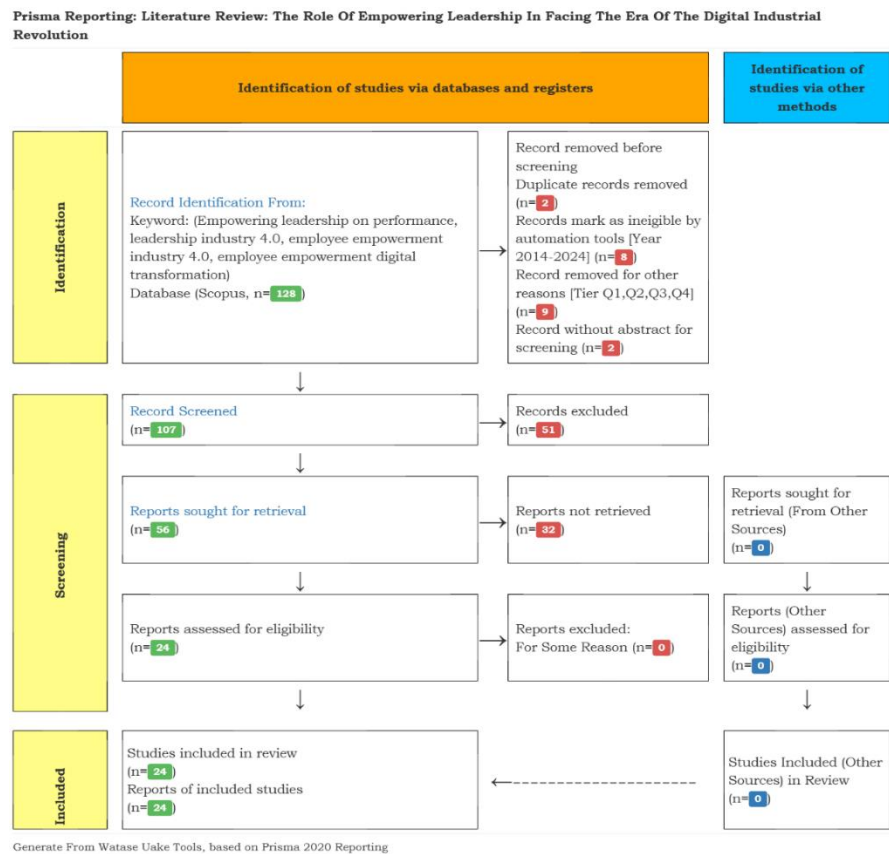 Prisma Reporting: Literature Review: The Role Of Empowering Leadership In Facing The Era Of The Digital Industrial
Revolution
Identification of studies via databases and registers
Identification of
studies via other
methods
Identification
Record Identification From:
Keyword: (Empowering leadership on performance,
leadership industry 4.0, employee empowerment
industry 4.0, employee empowerment digital
transformation)
Database (Scopus, n=128)
Record removed before
screening
Duplicate records removed
(n=2)
Records mark as ineigible by
automation tools [Year
2014-2024] (n=8)
Record removed for other
reasons [Tier Q1,Q2,Q3,Q4]
(n=9)
Record without abstract for
screening (n=2)
Screening
Record Screened
(n=107)
Records excluded
(n=51)
Reports sought for retrieval
(n=56)
Reports not retrieved
(n=32)
Reports sought for
retrieval (From Other
Sources)
(n=0)
Reports assessed for eligibility
(n=24)
Reports excluded:
For Some Reason (n=0)
Reports (Other
Sources) assessed for
eligibility
(n=0)
Included
Studies included in review
(n=24)
Reports of included studies
(n=24)
Studies Included (Other
Sources) in Review
(n=0)
Generate From Watase Uake Tools, based on Prisma 2020 Reporting